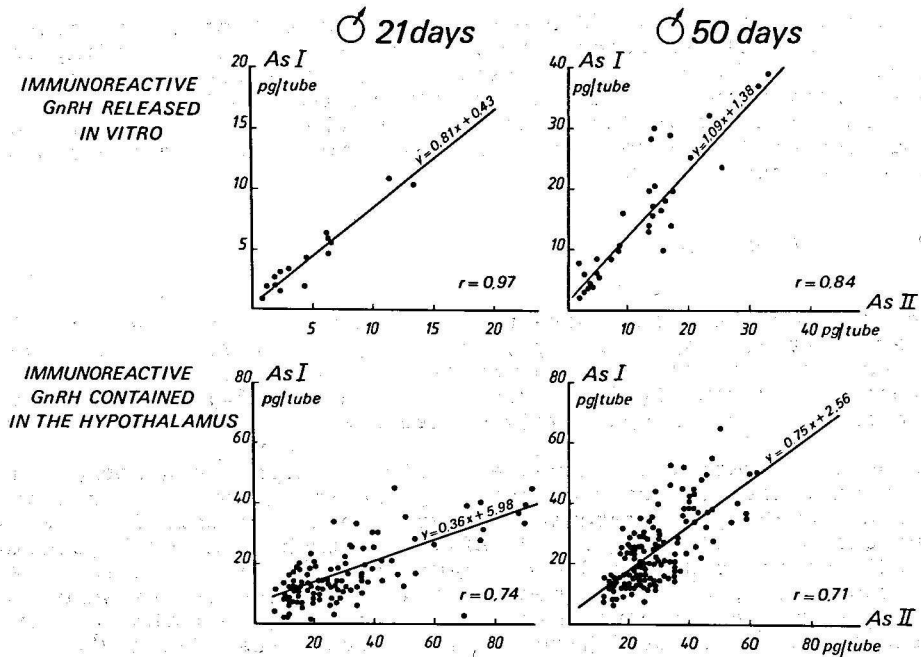 ♂ 21 days
♂ 50 days
IMMUNOREACTIVE
GnRH RELEASED
IN VITRO
As I
pg/tube
20
15
10
5
y=0.81x+0.43
r=0,97
5 10 15 20
As I
pg/tube
40
30
20
10
y=1.09x+1.38
r=0,84
As II
10 20 30 40 pg/tube
IMMUNOREACTIVE
GnRH CONTAINED
IN THE HYPOTHALAMUS
As I
pg/tube
80
60
40
20
y=0.36x+5.98
r=0,74
20 40 60 80
As I
pg/tube
80
60
40
20
y=0.75x+2.56
r=0,71
As II
20 40 60 80 pg/tube